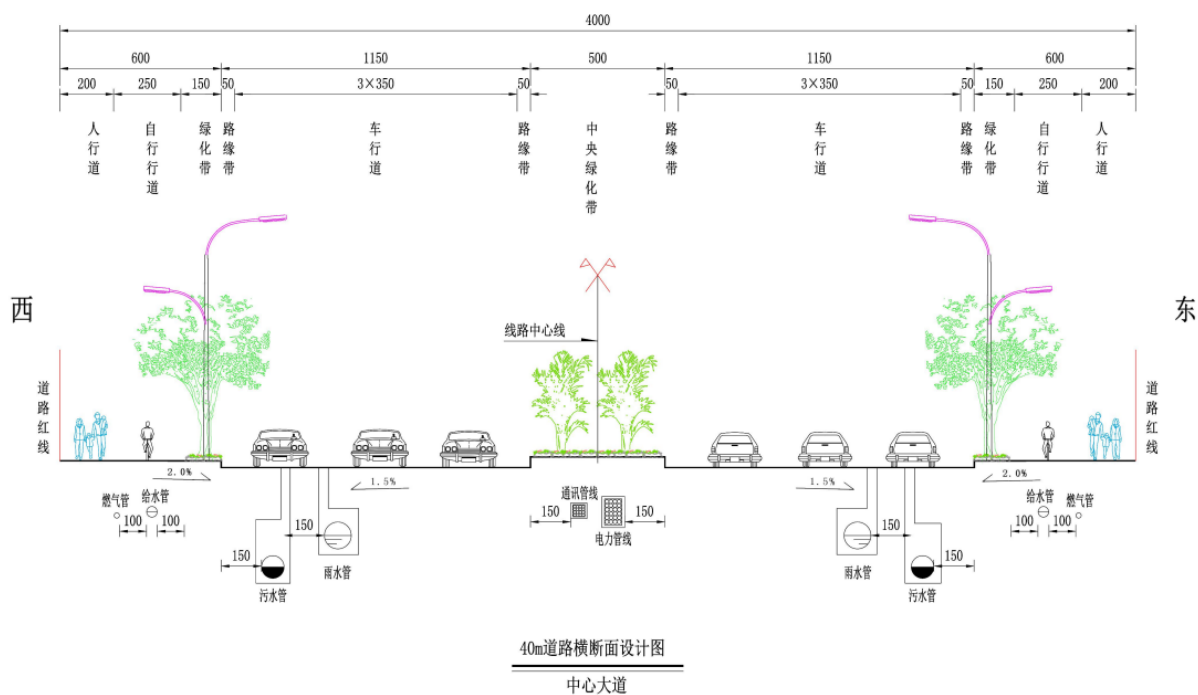 4000
600
1150
500
1150
600
200
250
150
50
3×350
50
50
3×350
50
150
250
200
人行道
自行行道
绿化带
路缘带
车行道
路缘带
中央绿化带
路缘带
车行道
路缘带
绿化带
自行行道
人行道
西
东
线路中心线
道路红线
道路红线
2.0%
1.5%
1.5%
2.0%
燃气管
给水管
100
100
150
150
雨水管
污水管
通讯管线
150
150
电力管线
150
150
雨水管
污水管
给水管
燃气管
100
100
40m道路横断面设计图
中心大道